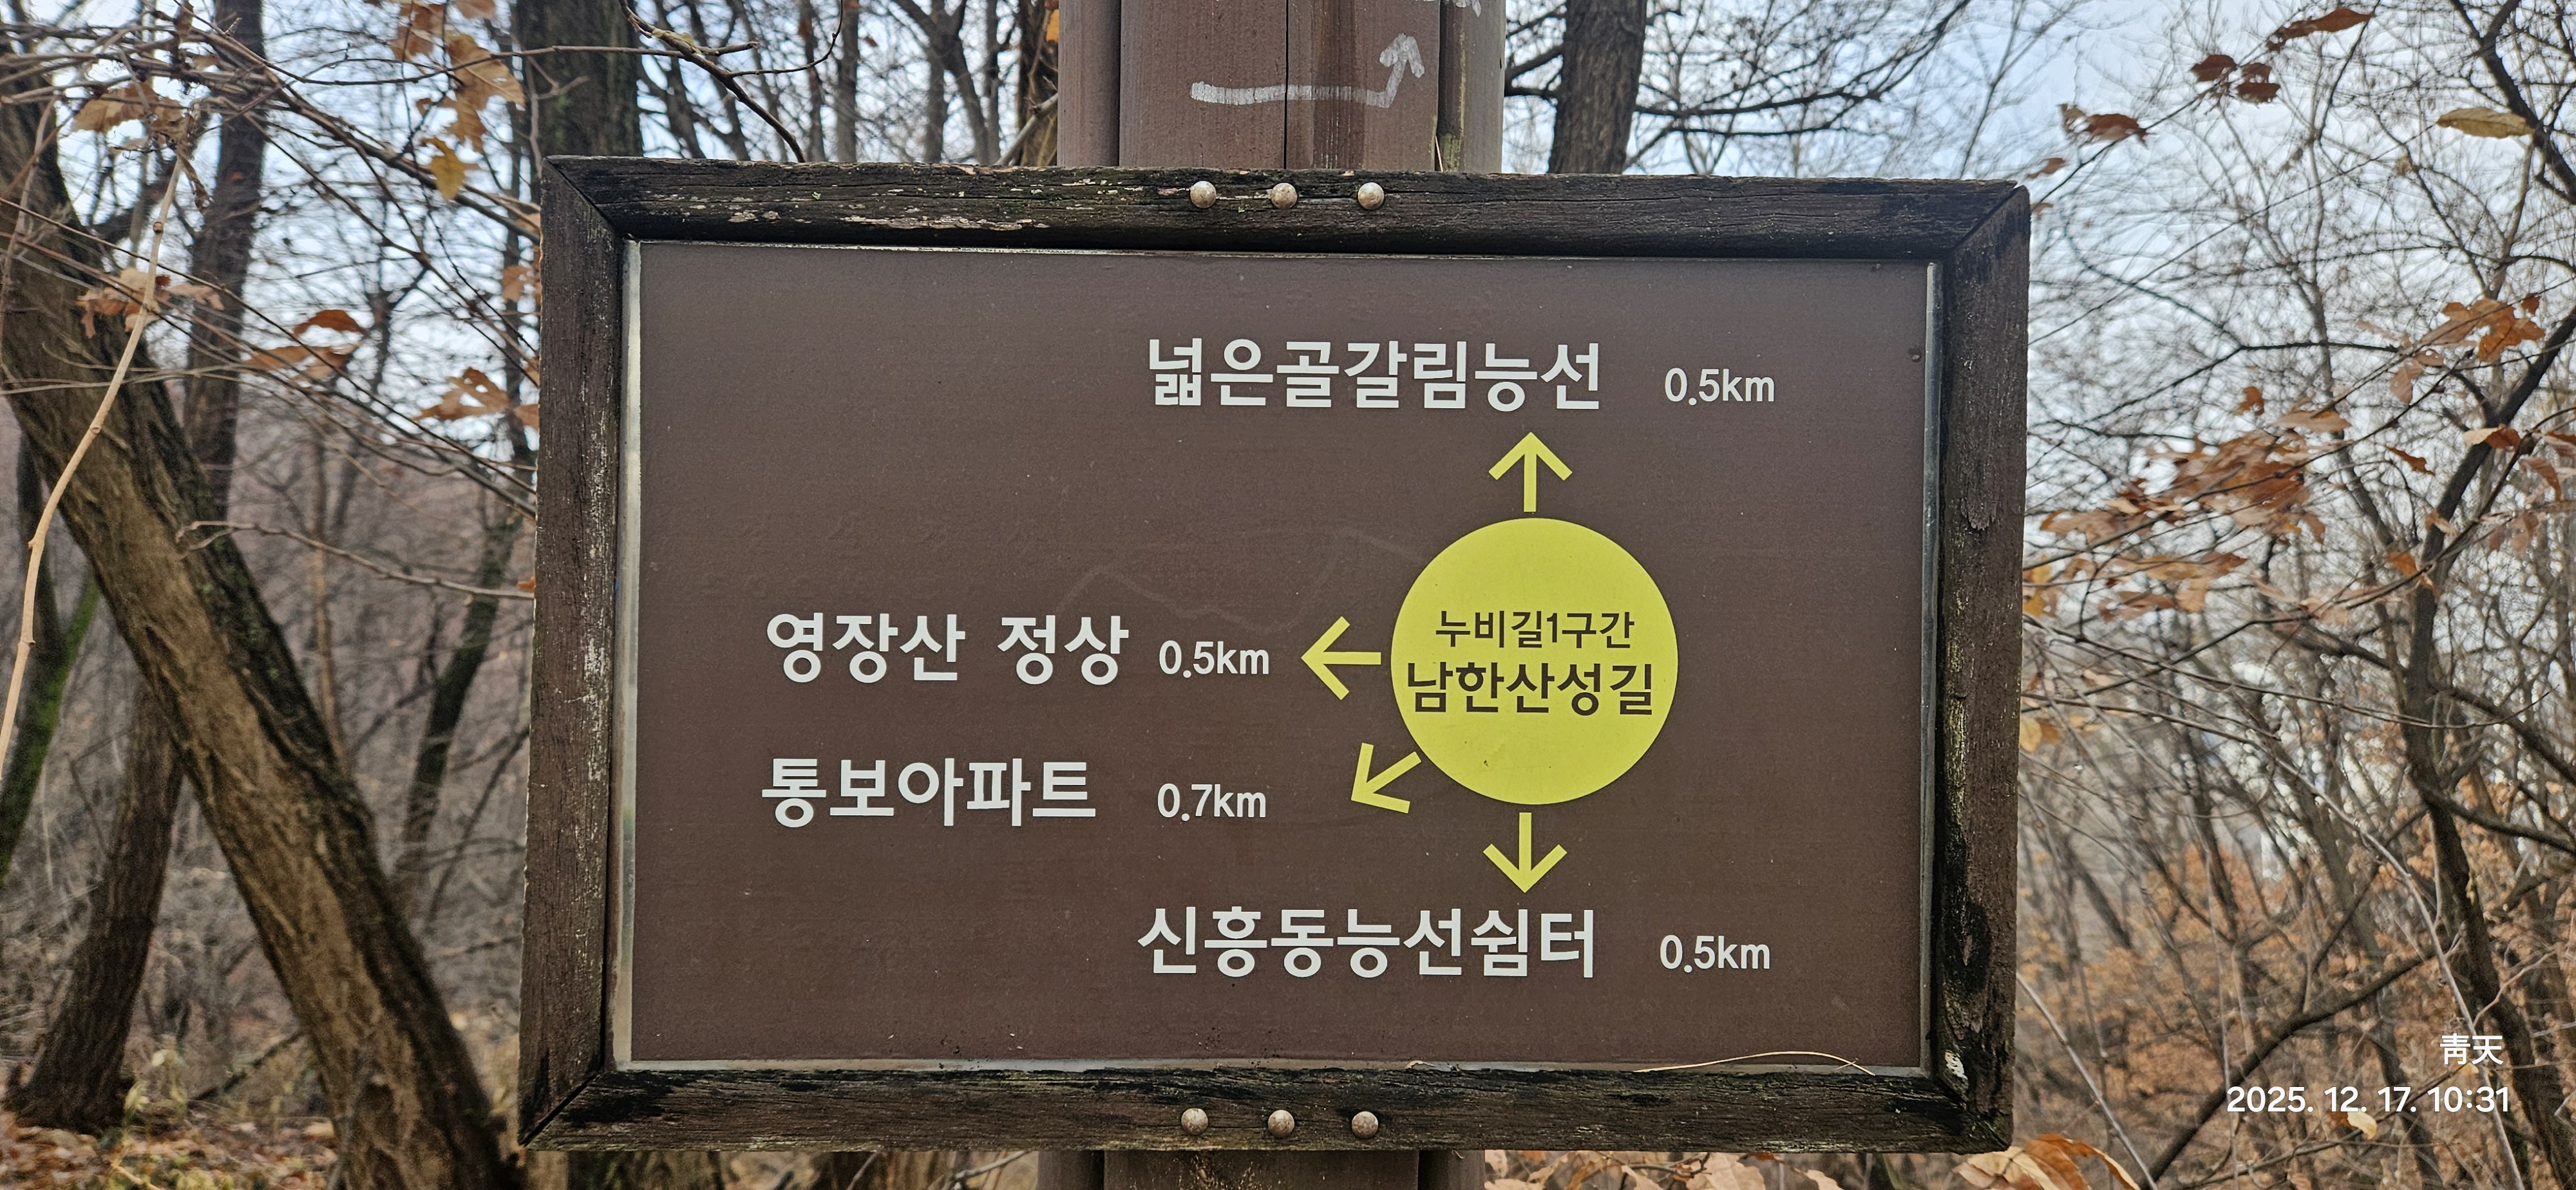 넓은골갈림능선 0.5km
누비길1구간
남한산성길
영장산 정상 0.5km
통보아파트 0.7km
신흥동능선쉼터 0.5km
靑天
2025. 12. 17. 10:31